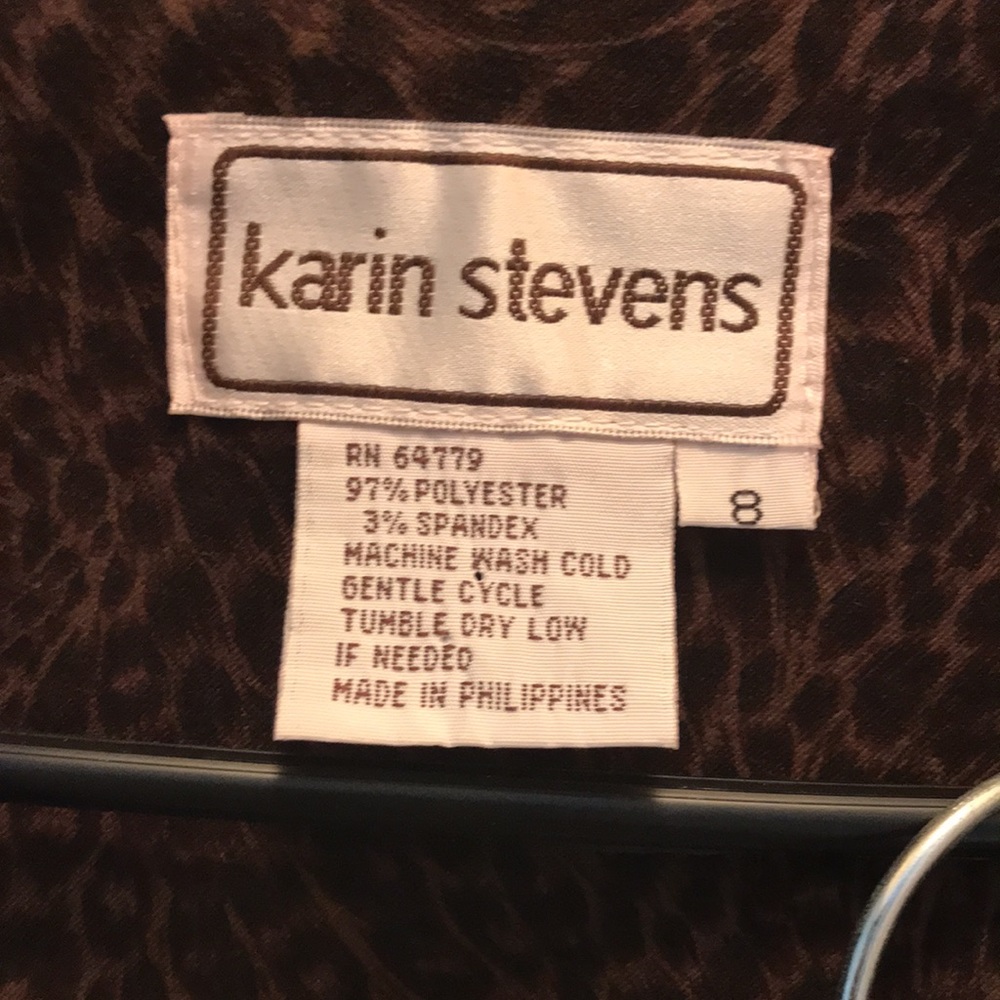 karin stevens
RN 64779
97% POLYESTER
3% SPANDEX
MACHINE WASH COLD
GENTLE CYCLE
TUMBLE DRY LOW
IF NEEDED
MADE IN PHILIPPINES
8